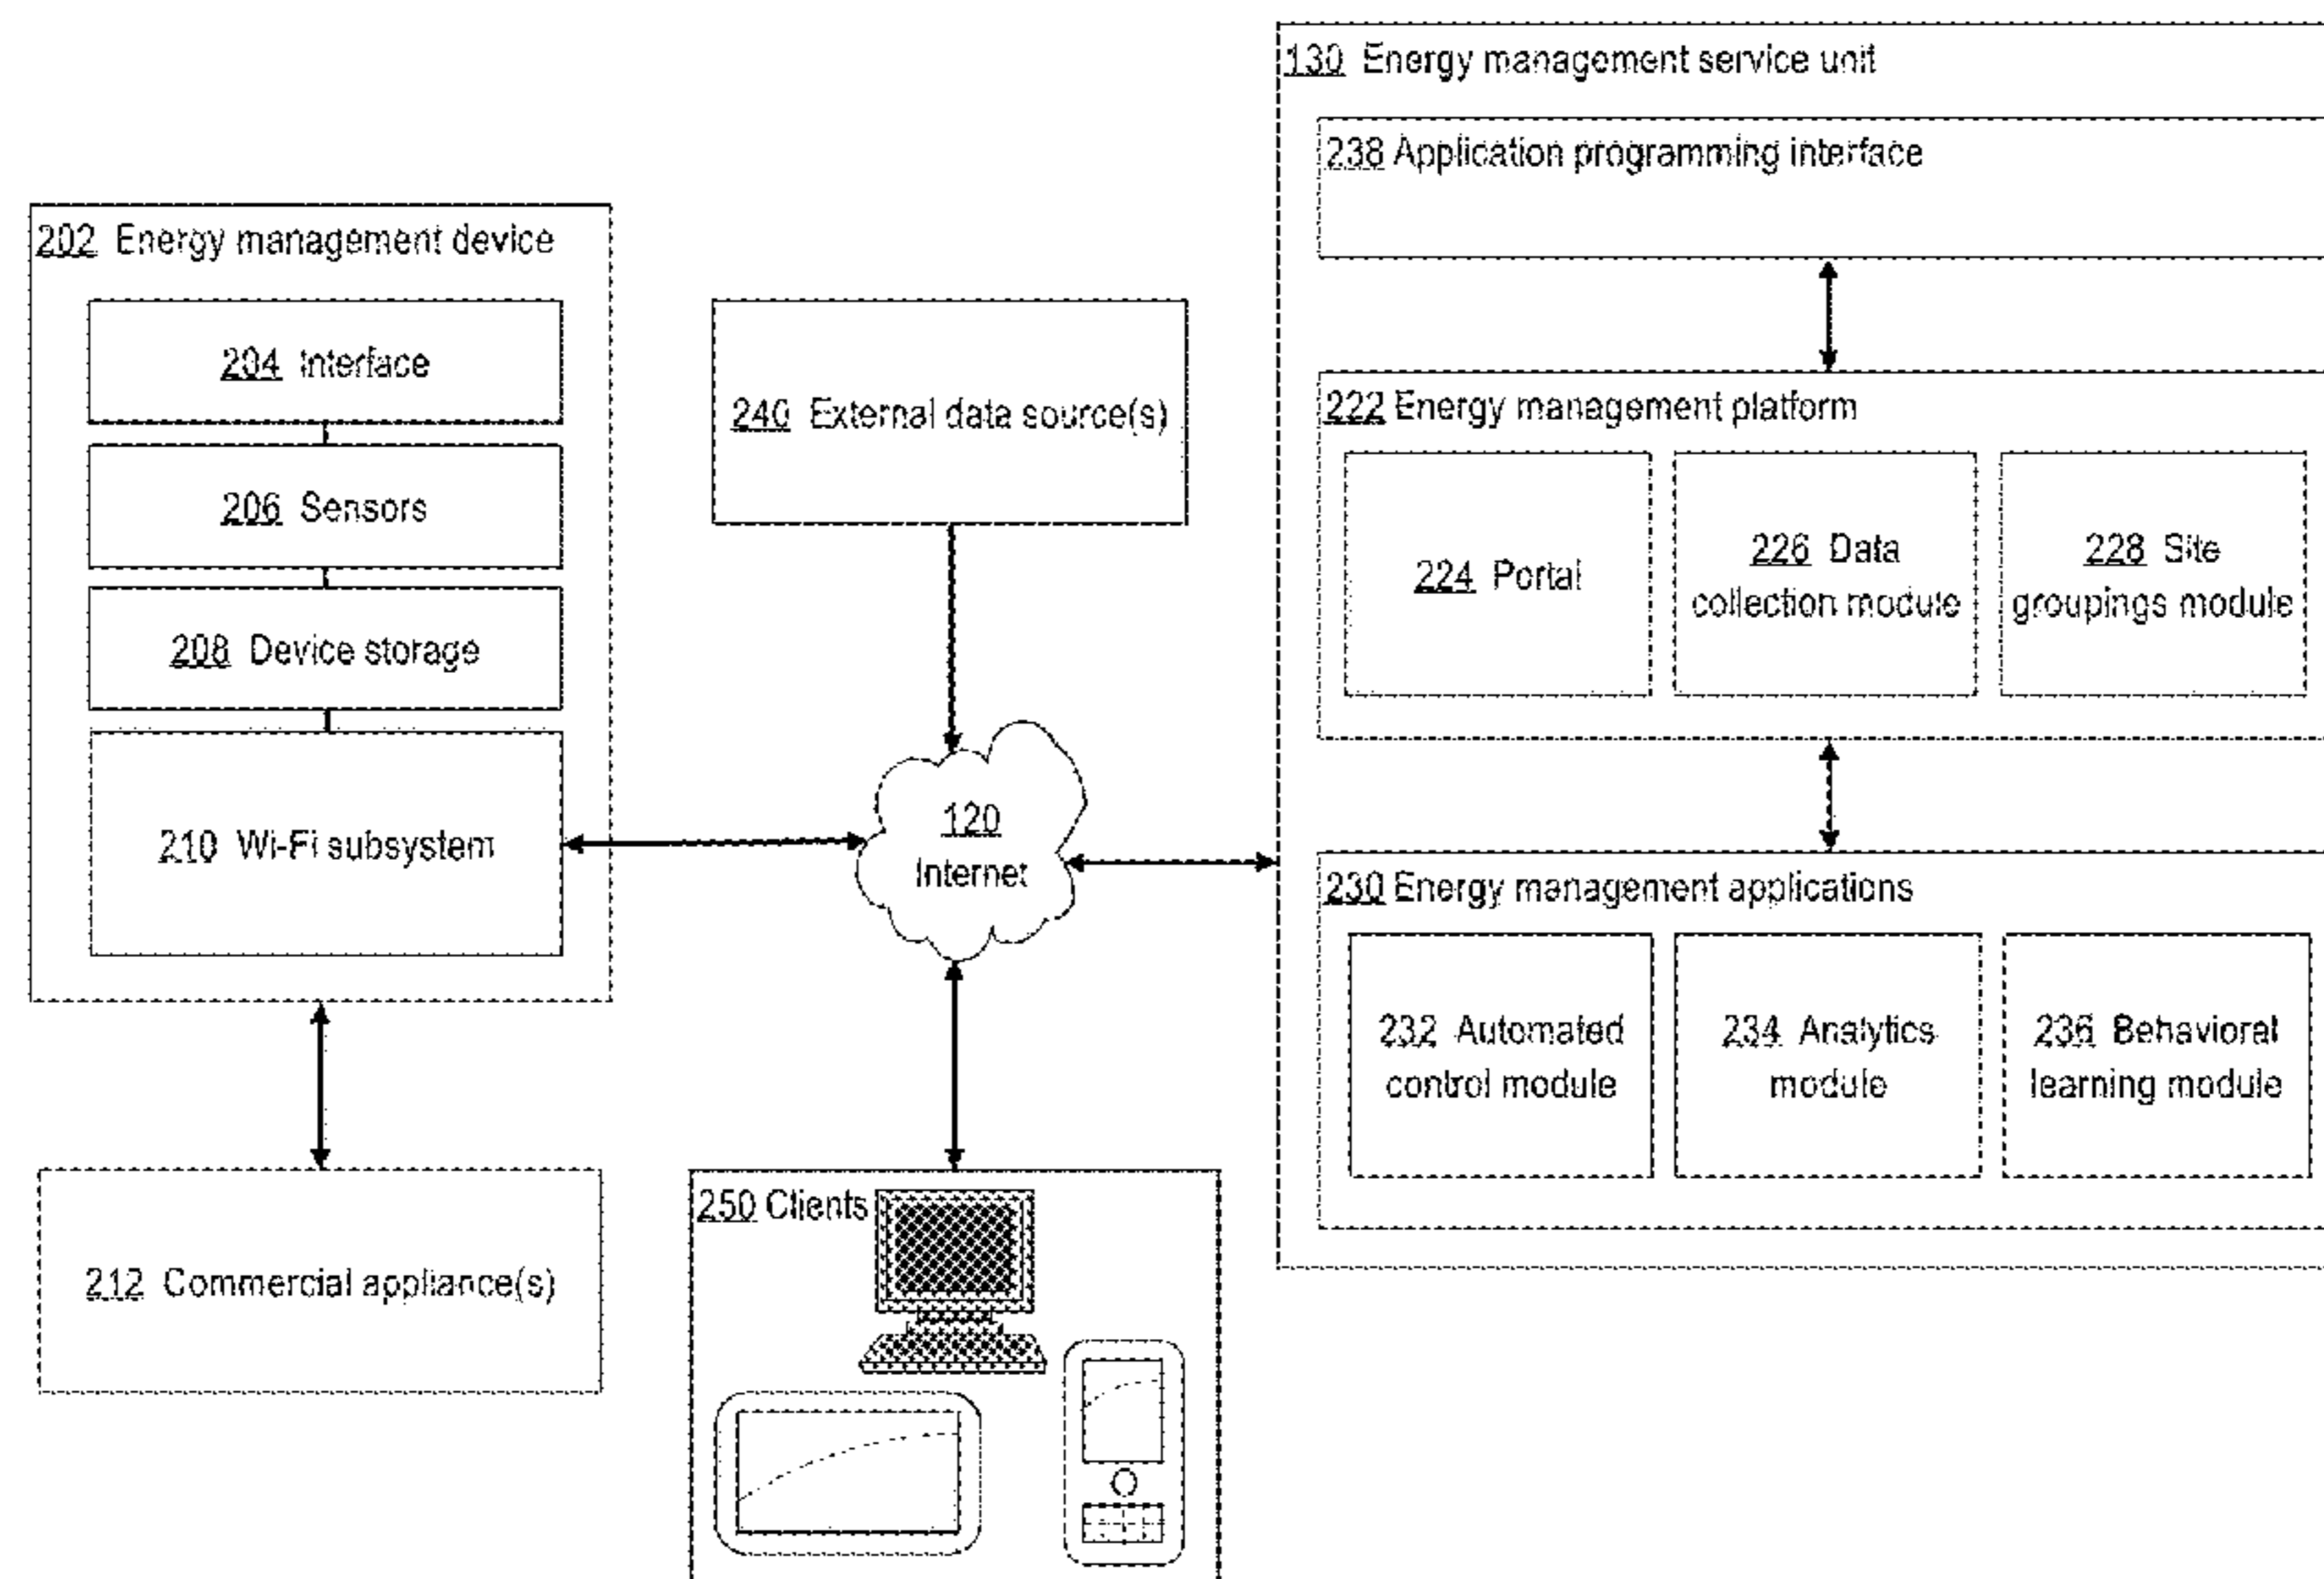 130 Energy management service unit
238 Application programming interface
202 Energy management device
204 Interface
206 Sensors
208 Device storage
210 Wi-Fi subsystem
212 Commercial appliance(s)
240 External data source(s)
120
Internet
250 Clients
222 Energy management platform
224 Portal
226 Data
collection module
228 Site
groupings module
230 Energy management applications
232 Automated
control module
234 Analytics
module
236 Behavioral
learning module